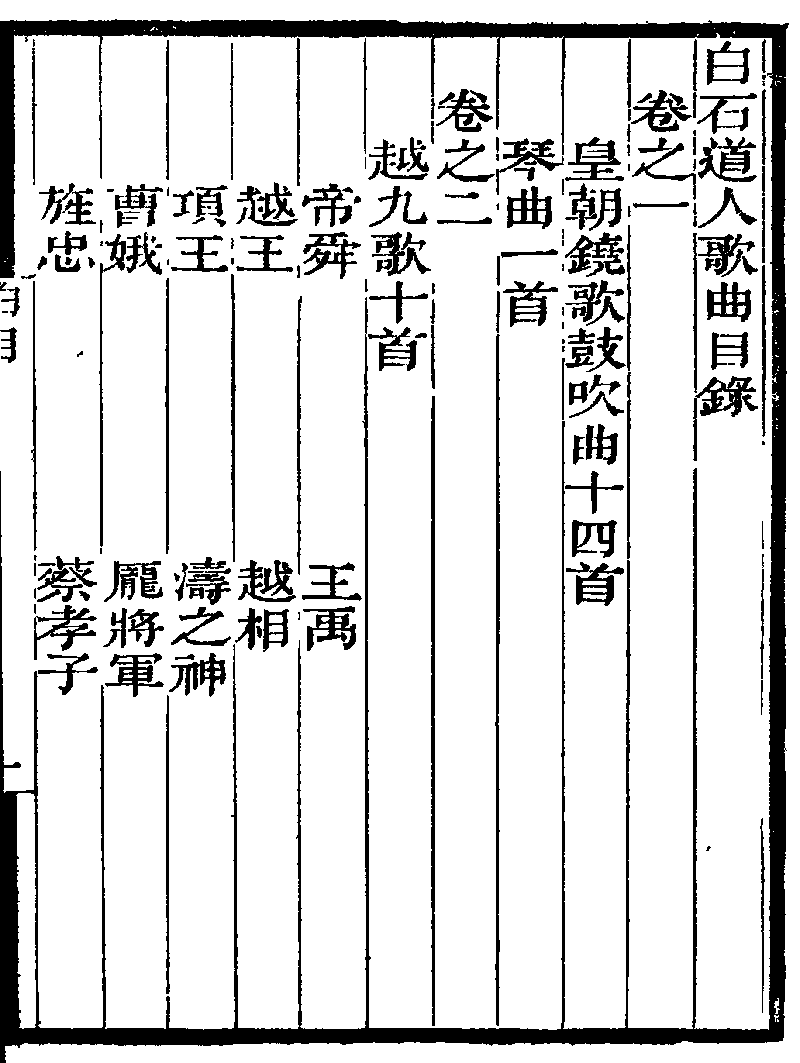 白石道人歌曲目錄
卷之一
皇朝鐃歌鼓吹曲十四首
琴曲一首
卷之二
越九歌十首
帝舜　王禹
越王　越相
項王　濤之神
曹娥　龐將軍
旌忠　蔡孝子
一